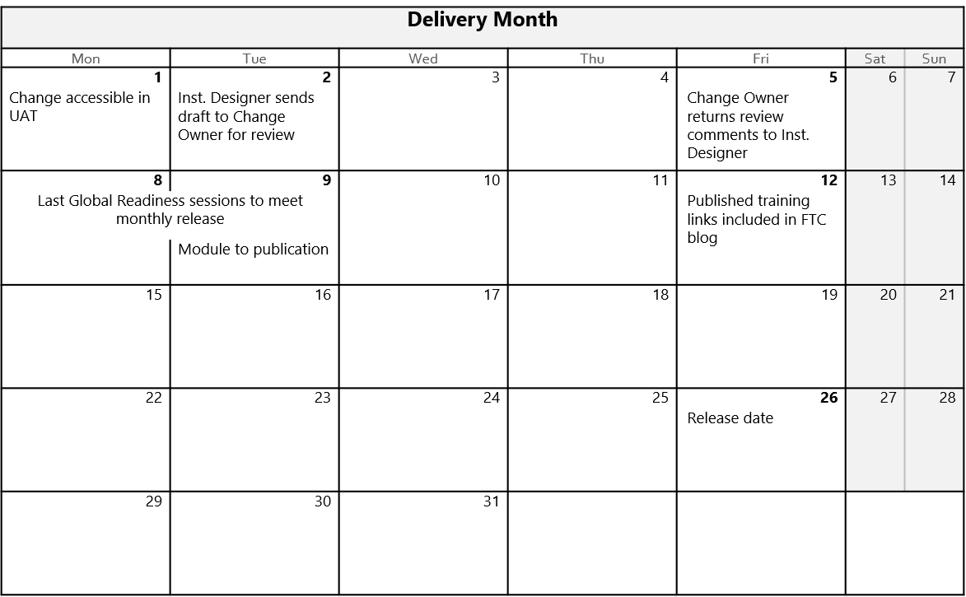 Delivery Month
Mon Tue Wed Thu Fri Sat Sun
1 2 3 4 5 6 7
Change accessible in
UAT
Inst. Designer sends
draft to Change
Owner for review
Change Owner
returns review
comments to Inst.
Designer
8 9 10 11 12 13 14
Last Global Readiness sessions to meet
monthly release
Module to publication
Published training
links included in FTC
blog
15 16 17 18 19 20 21
22 23 24 25 26 27 28
Release date
29 30 31